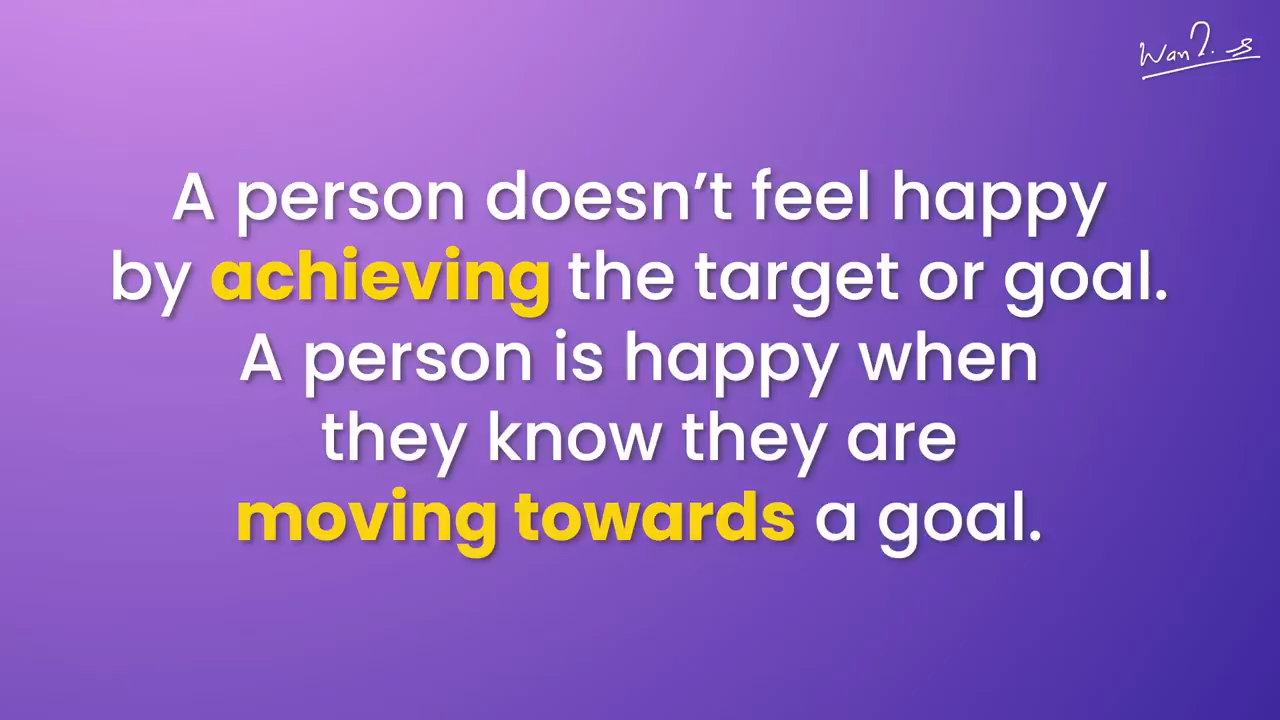 A person doesn’t feel happy
by achieving the target or goal.
A person is happy when
they know they are
moving towards a goal.